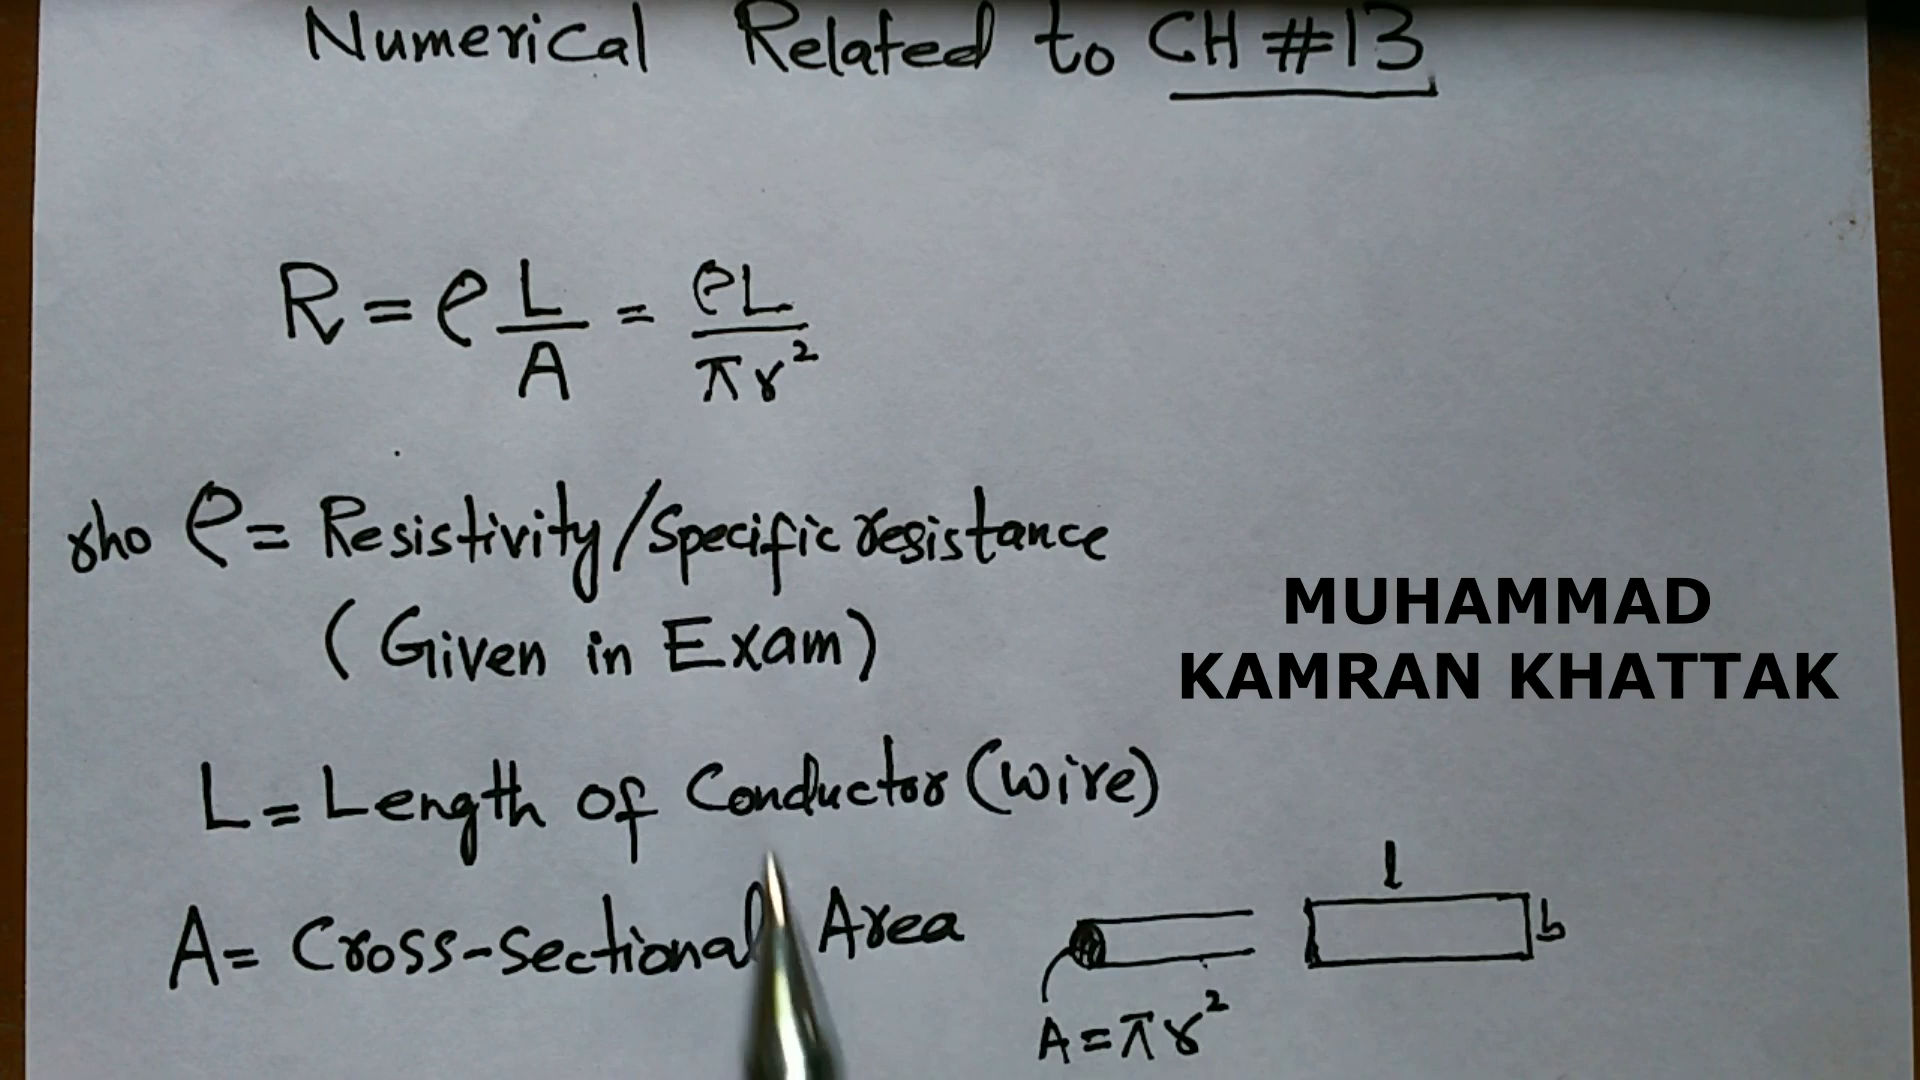 Numerical Related to CH #13
R = ρ L/A = ρL/πr²
rho ρ = Resistivity/Specific resistance
(Given in Exam)
MUHAMMAD
KAMRAN KHATTAK
L = Length of Conductor (wire)
A = Cross-sectional Area
l
b
A = πr²